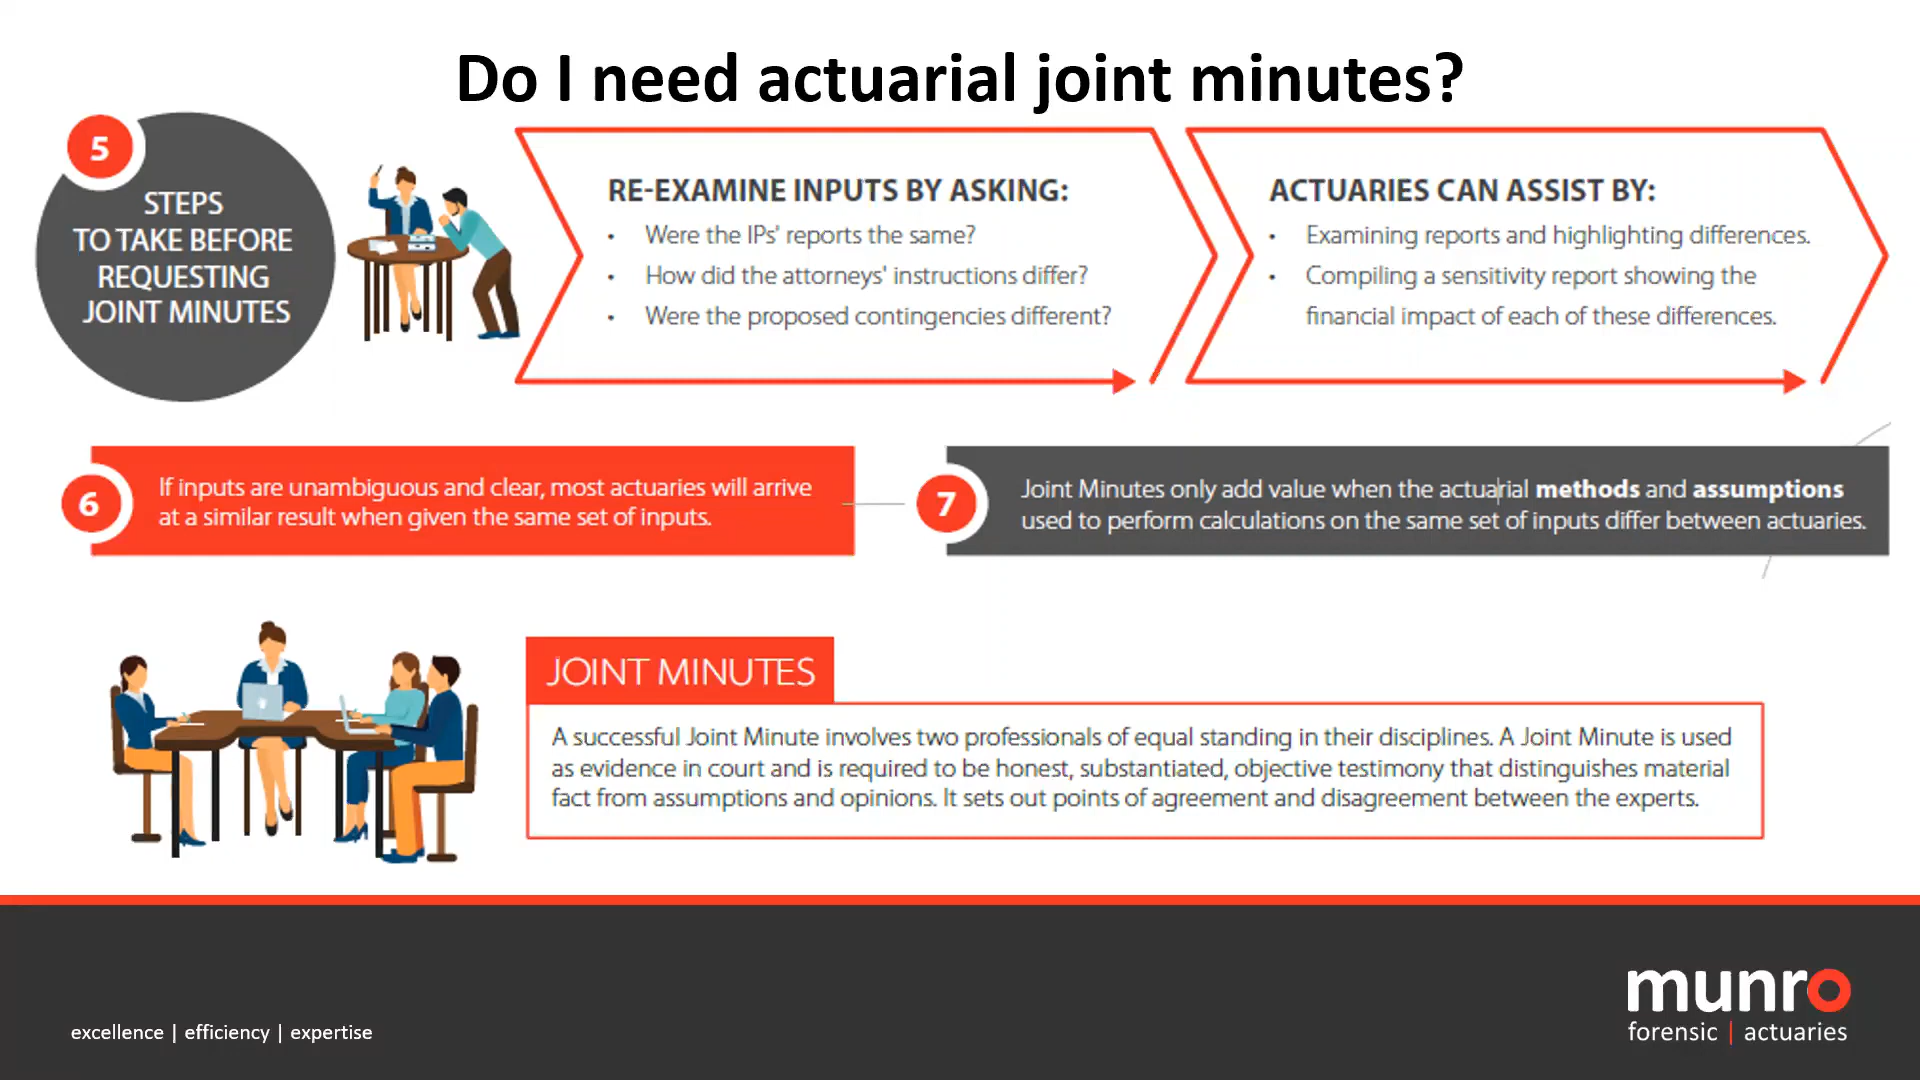 Do I need actuarial joint minutes?
5
STEPS
TO TAKE BEFORE
REQUESTING
JOINT MINUTES
RE-EXAMINE INPUTS BY ASKING:
• Were the IPs' reports the same?
• How did the attorneys' instructions differ?
• Were the proposed contingencies different?
ACTUARIES CAN ASSIST BY:
• Examining reports and highlighting differences.
• Compiling a sensitivity report showing the
financial impact of each of these differences.
6
If inputs are unambiguous and clear, most actuaries will arrive
at a similar result when given the same set of inputs.
7
Joint Minutes only add value when the actuarial methods and assumptions
used to perform calculations on the same set of inputs differ between actuaries.
JOINT MINUTES
A successful Joint Minute involves two professionals of equal standing in their disciplines. A Joint Minute is used
as evidence in court and is required to be honest, substantiated, objective testimony that distinguishes material
fact from assumptions and opinions. It sets out points of agreement and disagreement between the experts.
excellence | efficiency | expertise
munro
forensic | actuaries